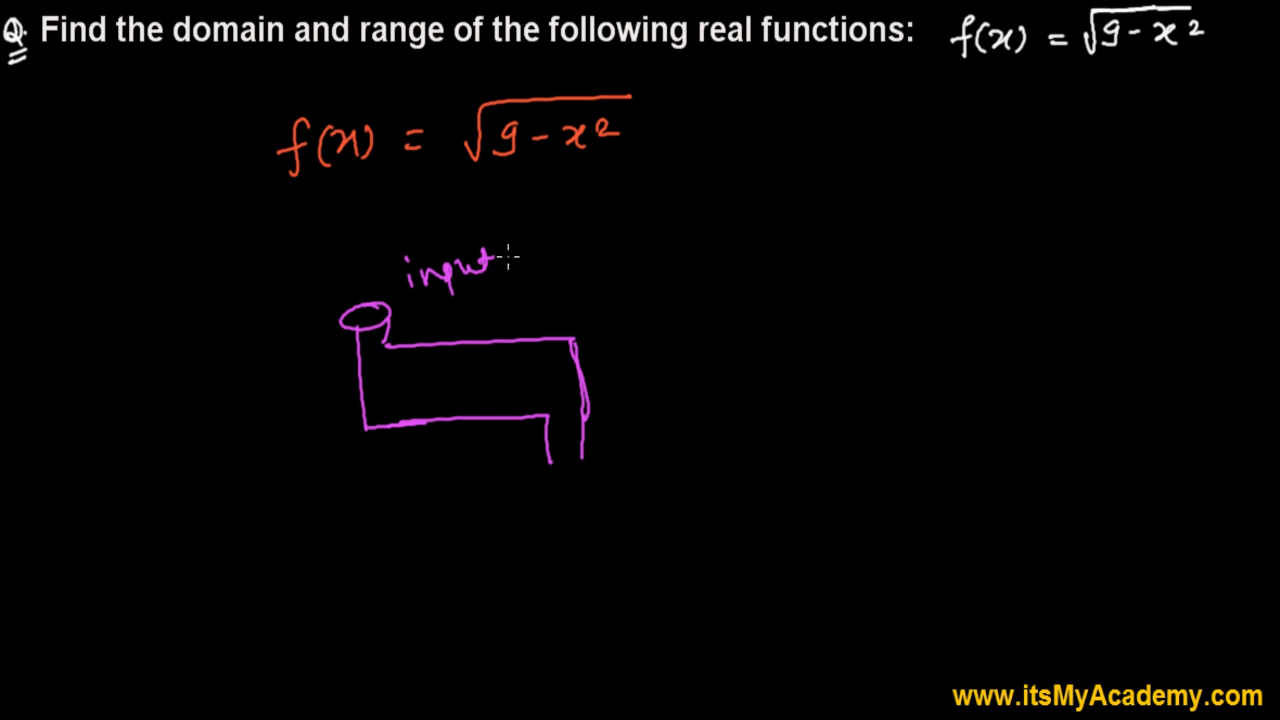 Q. Find the domain and range of the following real functions: f(x) = √9-x²
f(x) = √9-x²
input
www.itsMyAcademy.com